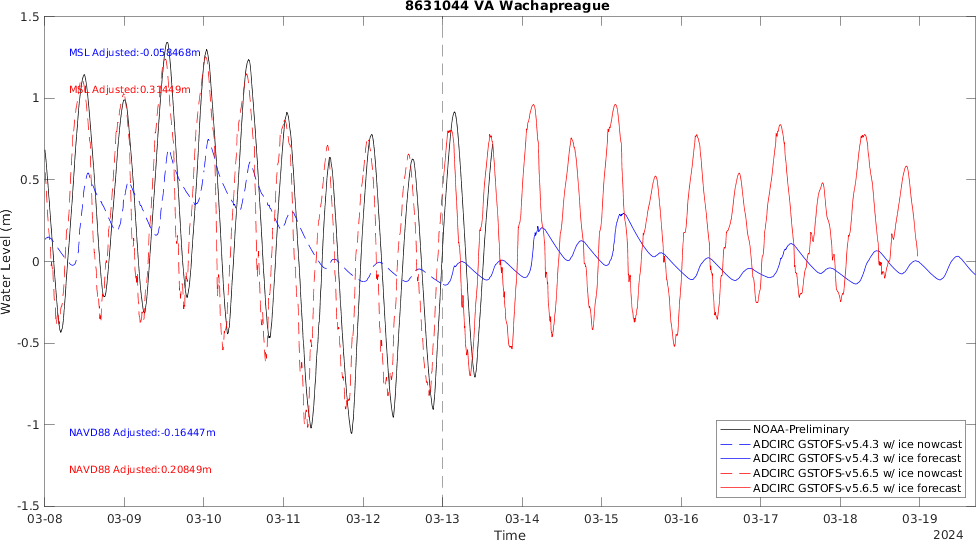 8631044 VA Wachapreague
1.5
1
0.5
0
-0.5
-1
-1.5
Water Level (m)
MSL Adjusted:-0.058468m
MSL Adjusted:0.31449m
NAVD88 Adjusted:-0.16447m
NAVD88 Adjusted:0.20849m
NOAA-Preliminary
ADCIRC GSTOFS-v5.4.3 w/ ice nowcast
ADCIRC GSTOFS-v5.4.3 w/ ice forecast
ADCIRC GSTOFS-v5.6.5 w/ ice nowcast
ADCIRC GSTOFS-v5.6.5 w/ ice forecast
03-08 03-09 03-10 03-11 03-12 03-13 03-14 03-15 03-16 03-17 03-18 03-19
Time
2024